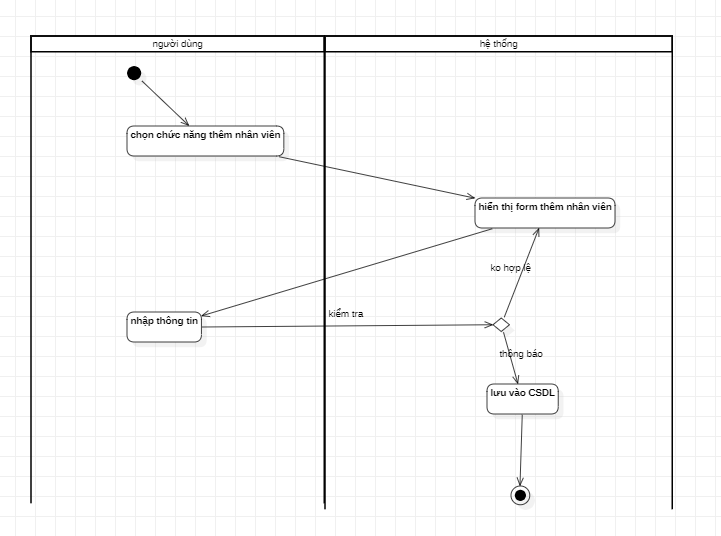 người dùng
hệ thống
chọn chức năng thêm nhân viên
hiển thị form thêm nhân viên
ko hợp lệ
nhập thông tin
kiểm tra
thông báo
lưu vào CSDL